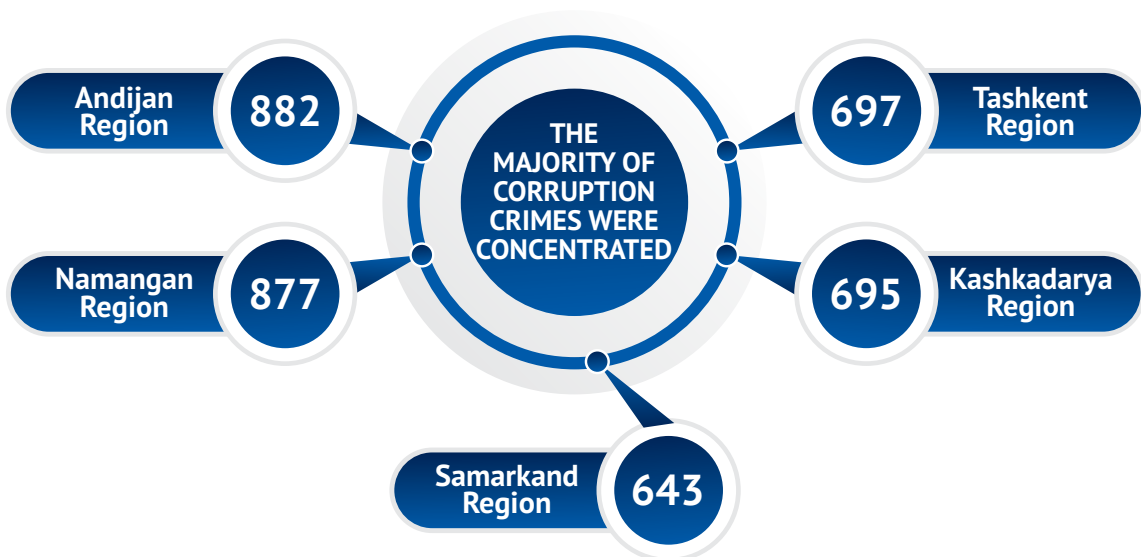 Andijan
Region
882
THE
MAJORITY OF
CORRUPTION
CRIMES WERE
CONCENTRATED
697
Tashkent
Region
Namangan
Region
877
695
Kashkadarya
Region
Samarkand
Region
643